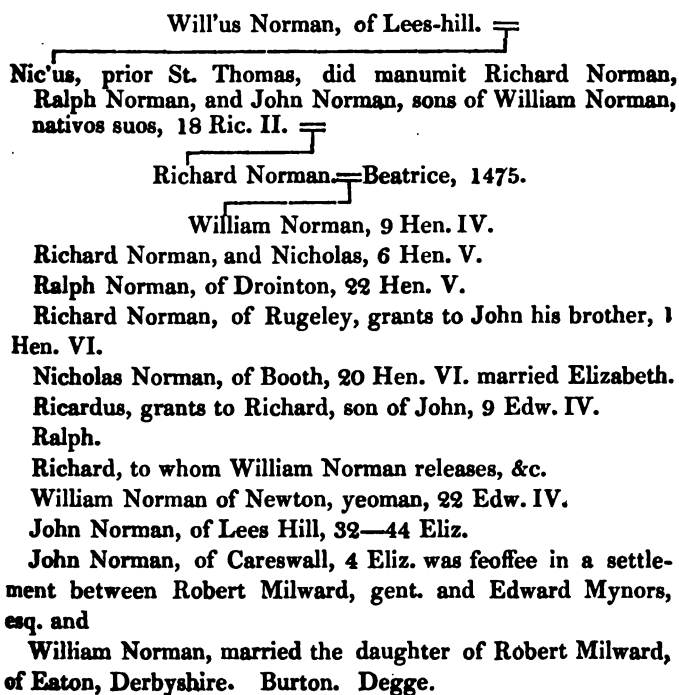 Will'us Norman, of Lees-hill. =
Nic'us, prior St. Thomas, did manumit Richard Norman,
Ralph Norman, and John Norman, sons of William Norman,
nativos suos, 18 Ric. II. =
Richard Norman.=Beatrice, 1475.
William Norman, 9 Hen. IV.
Richard Norman, and Nicholas, 6 Hen. V.
Ralph Norman, of Drointon, 22 Hen. V.
Richard Norman, of Rugeley, grants to John his brother, 1
Hen. VI.
Nicholas Norman, of Booth, 20 Hen. VI. married Elizabeth.
Ricardus, grants to Richard, son of John, 9 Edw. IV.
Ralph.
Richard, to whom William Norman releases, &c.
William Norman of Newton, yeoman, 22 Edw. IV.
John Norman, of Lees Hill, 32—44 Eliz.
John Norman, of Careswall, 4 Eliz. was feoffee in a settle-
ment between Robert Milward, gent. and Edward Mynors,
esq. and
William Norman, married the daughter of Robert Milward,
of Eaton, Derbyshire. Burton. Degge.